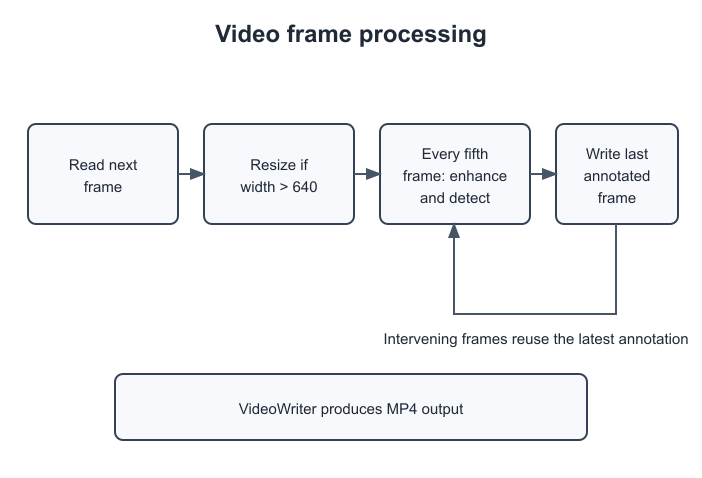 Video frame processing
Read next
frame
Resize if
width > 640
Every fifth
frame: enhance
and detect
Write last
annotated
frame
Intervening frames reuse the latest annotation
VideoWriter produces MP4 output